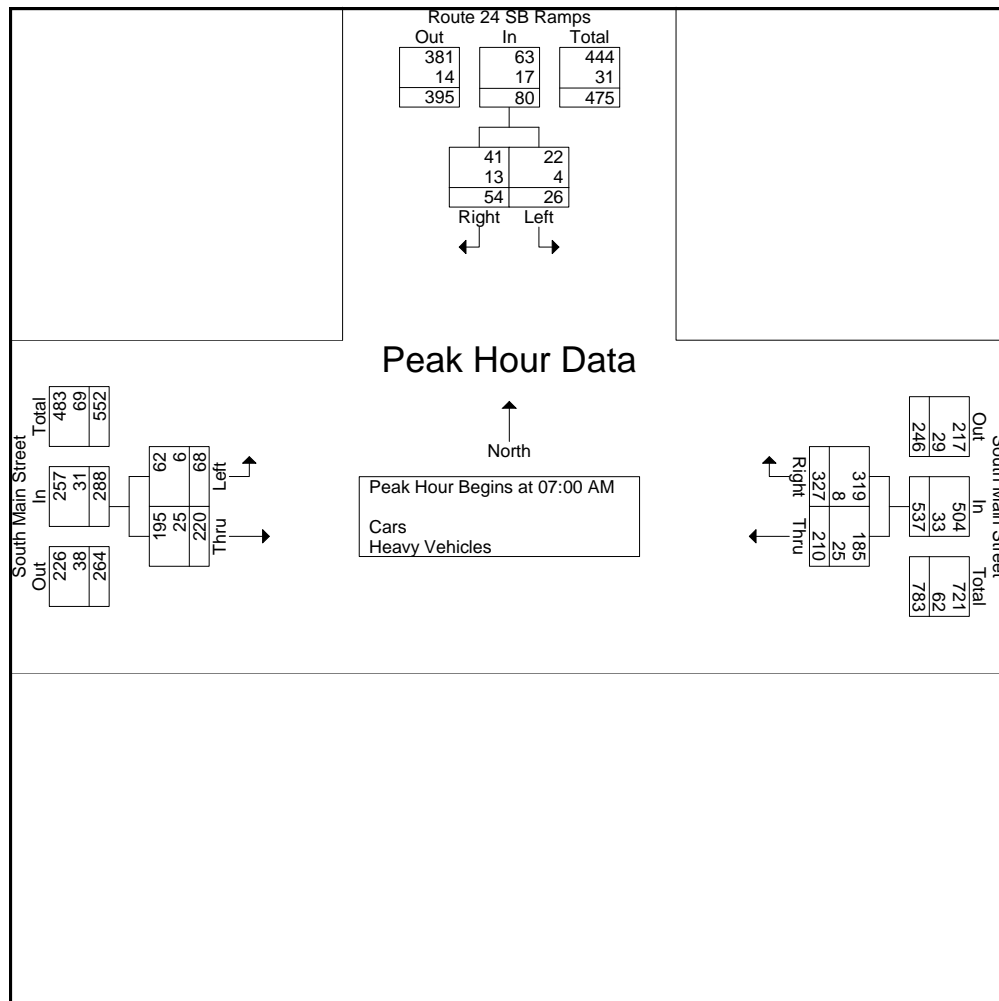 Route 24 SB Ramps
Out In Total
381 63 444
14 17 31
395 80 475
41 22
13 4
54 26
Right Left
Peak Hour Data
North
Peak Hour Begins at 07:00 AM
Cars
Heavy Vehicles
South Main Street
Out In Total
226 257 483
38 31 69
264 288 552
195 62
25 6
220 68
Thru Left
South Main Street
Out In Total
217 504 721
29 33 62
246 537 783
319 185
8 25
327 210
Right Thru